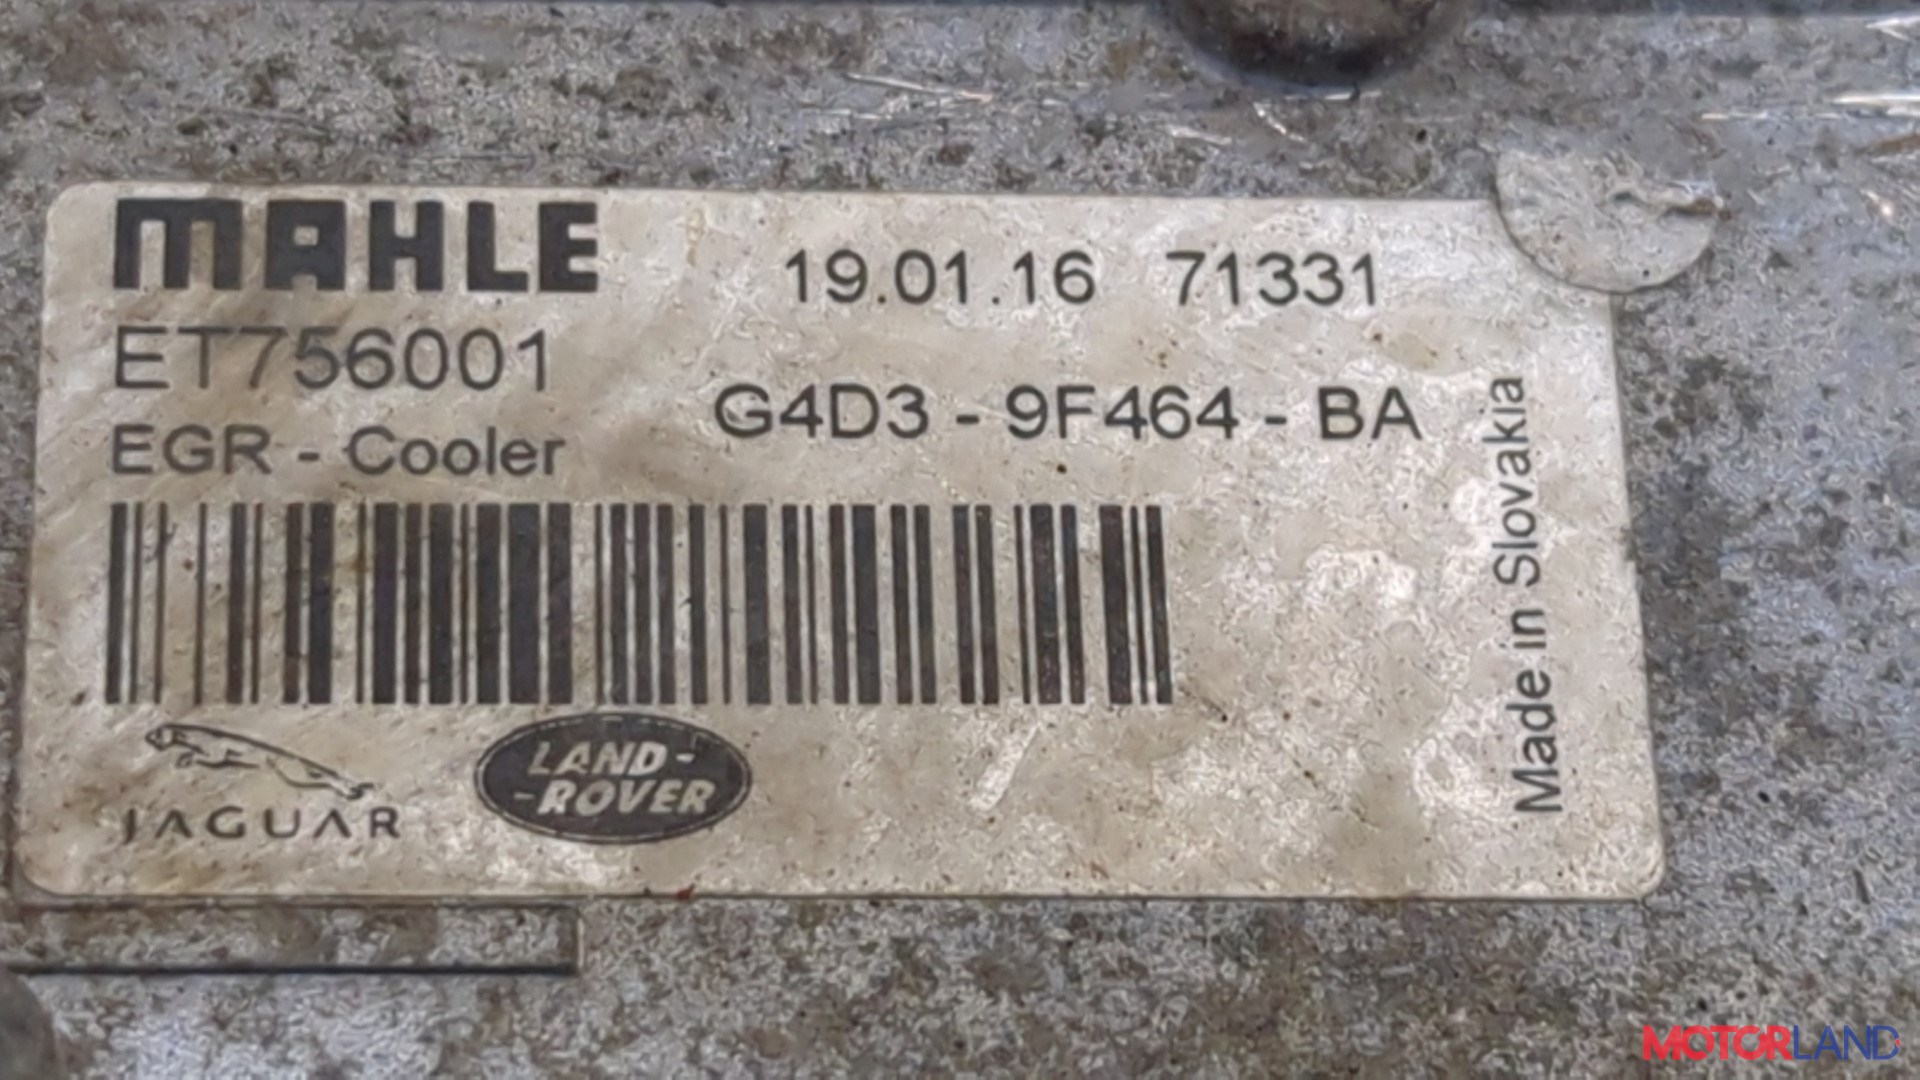 MAHLE
19.01.16 71331
ET756001
G4D3 - 9F464 - BA
EGR - Cooler
Made in Slovakia
JAGUAR
LAND-
-ROVER
MOTORLAND